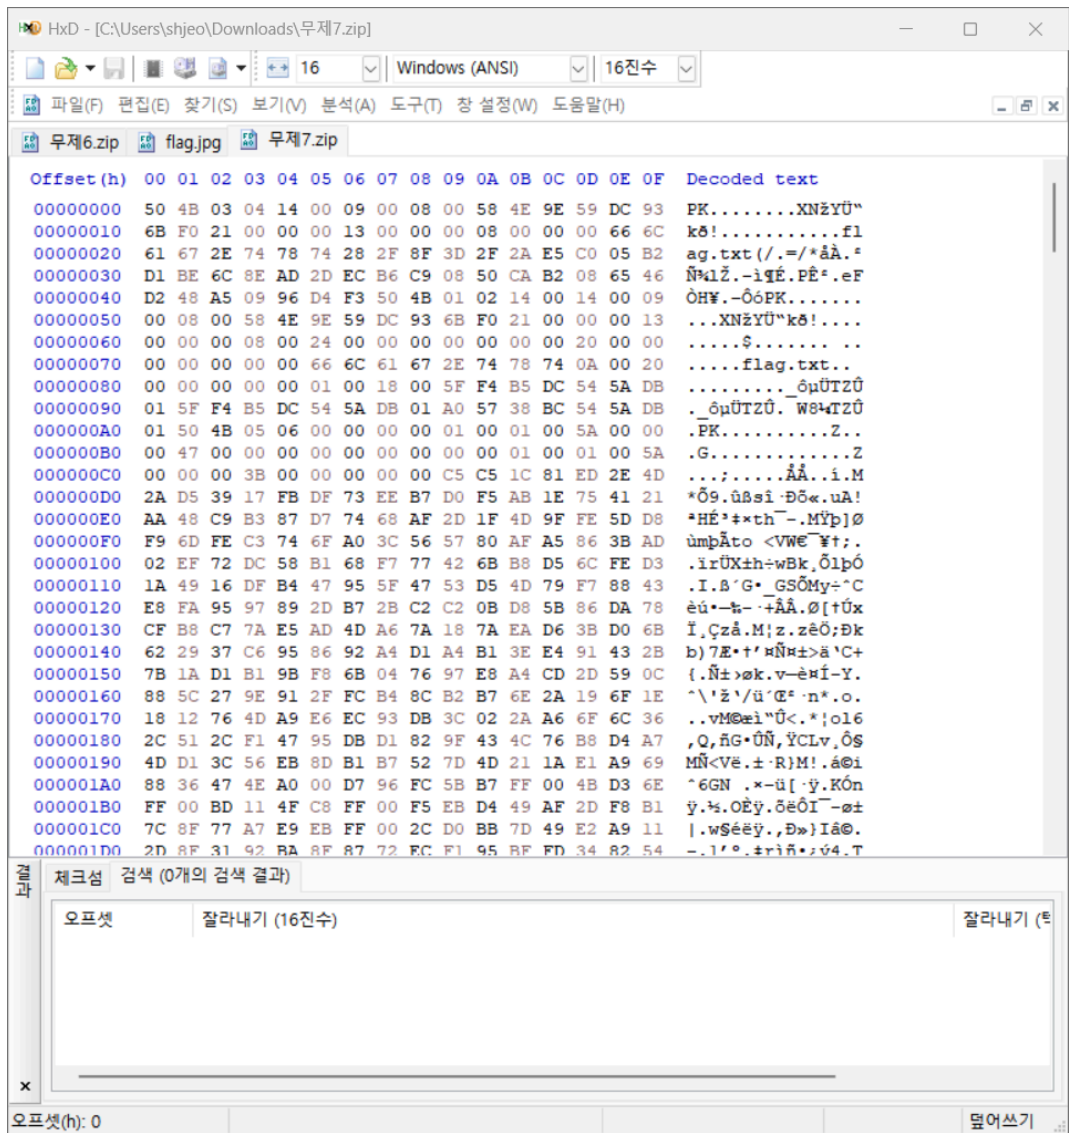 HxD - [C:\Users\shjeo\Downloads\무제7.zip]
16 Windows (ANSI) 16진수
파일(F) 편집(E) 찾기(S) 보기(V) 분석(A) 도구(T) 창 설정(W) 도움말(H)
무제6.zip flag.jpg 무제7.zip
Offset(h) 00 01 02 03 04 05 06 07 08 09 0A 0B 0C 0D 0E 0F Decoded text
00000000 50 4B 03 04 14 00 09 00 08 00 58 4E 9E 59 DC 93 PK........XNžYÜ“
00000010 6B F0 21 00 00 00 13 00 00 00 08 00 00 00 66 6C kð!...........fl
00000020 61 67 2E 74 78 74 28 2F 8F 3D 2F 2A E5 C0 05 B2 ag.txt(/.=/*åÀ.²
00000030 D1 BE 6C 8E AD 2D EC B6 C9 08 50 CA B2 08 65 46 Ñ¾lŽ.-ì¶É.PÊ².eF
00000040 D2 48 A5 09 96 D4 F3 50 4B 01 02 14 00 14 00 09 ÒH¥.–ÔóPK.......
00000050 00 08 00 58 4E 9E 59 DC 93 6B F0 21 00 00 00 13 ...XNžYÜ“kð!....
00000060 00 00 00 08 00 24 00 00 00 00 00 00 00 20 00 00 .....$....... ..
00000070 00 00 00 00 00 66 6C 61 67 2E 74 78 74 0A 00 20 .....flag.txt..
00000080 00 00 00 00 00 01 00 18 00 5F F4 B5 DC 54 5A DB ........._ôµÜTZÛ
00000090 01 5F F4 B5 DC 54 5A DB 01 A0 57 38 BC 54 5A DB ._ôµÜTZÛ. W8¼TZÛ
000000A0 01 50 4B 05 06 00 00 00 00 01 00 01 00 5A 00 00 .PK..........Z..
000000B0 00 47 00 00 00 00 00 00 00 00 01 00 01 00 5A .G.............Z
000000C0 00 00 00 3B 00 00 00 00 00 C5 C5 1C 81 ED 2E 4D ...;.....ÅÅ..í.M
000000D0 2A D5 39 17 FB DF 73 EE B7 D0 F5 AB 1E 75 41 21 *Õ9.ûßsî·Ðõ«.uA!
000000E0 AA 48 C9 B3 87 D7 74 68 AF 2D 1F 4D 9F FE 5D D8 ªHÉ³‡×th¯-.MŸþ]Ø
000000F0 F9 6D FE C3 74 6F A0 3C 56 57 80 AF A5 86 3B AD ùmþÃto <VW€¯¥†;.
00000100 02 EF 72 DC 58 B1 68 F7 77 42 6B B8 D5 6C FE D3 .ïrÜX±h÷wBk¸ÕlþÓ
00000110 1A 49 16 DF B4 47 95 5F 47 53 D5 4D 79 F7 88 43 .I.ß´G•_GSÕMy÷ˆC
00000120 E8 FA 95 97 89 2D B7 2B C2 C2 0B D8 5B 86 DA 78 èú•—‰-·+ÂÂ.Ø[†Úx
00000130 CF B8 C7 7A E5 AD 4D A6 7A 18 7A EA D6 3B D0 6B Ï¸Çzå.M¦z.zêÖ;Ðk
00000140 62 29 37 C6 95 86 92 A4 D1 A4 B1 3E E4 91 43 2B b)7Æ•†’¤Ñ¤±>ä‘C+
00000150 7B 1A D1 B1 9B F8 6B 04 76 97 E8 A4 CD 2D 59 0C {.Ñ±›øk.v—è¤Í-Y.
00000160 88 5C 27 9E 91 2F FC B4 8C B2 B7 6E 2A 19 6F 1E ˆ\'ž‘/ü´Œ²·n*.o.
00000170 18 12 76 4D A9 E6 EC 93 DB 3C 02 2A A6 6F 6C 36 ..vM©æì“Û<.*¦ol6
00000180 2C 51 2C F1 47 95 DB D1 82 9F 43 4C 76 B8 D4 A7 ,Q,ñG•ÛÑ‚ŸCLv¸Ô§
00000190 4D D1 3C 56 EB 8D B1 B7 52 7D 4D 21 1A E1 A9 69 MÑ<Vë.±·R}M!.á©i
000001A0 88 36 47 4E A0 00 D7 96 FC 5B B7 FF 00 4B D3 6E ˆ6GN .×–ü[·ÿ.KÓn
000001B0 FF 00 BD 11 4F C8 FF 00 F5 EB D4 49 AF 2D F8 B1 ÿ.½.OÈÿ.õëÔI¯-ø±
000001C0 7C 8F 77 A7 E9 EB FF 00 2C D0 BB 7D 49 E2 A9 11 |.w§éëÿ.,Ð»}Iâ©.
000001D0 2D 8F 31 92 BA 8F 87 72 EC F1 95 BF FD 34 82 54 -.1’º.‡rìñ•¿ý4‚T
결과
체크섬 검색 (0개의 검색 결과)
오프셋 잘라내기 (16진수) 잘라내기
오프셋(h): 0 덮어쓰기